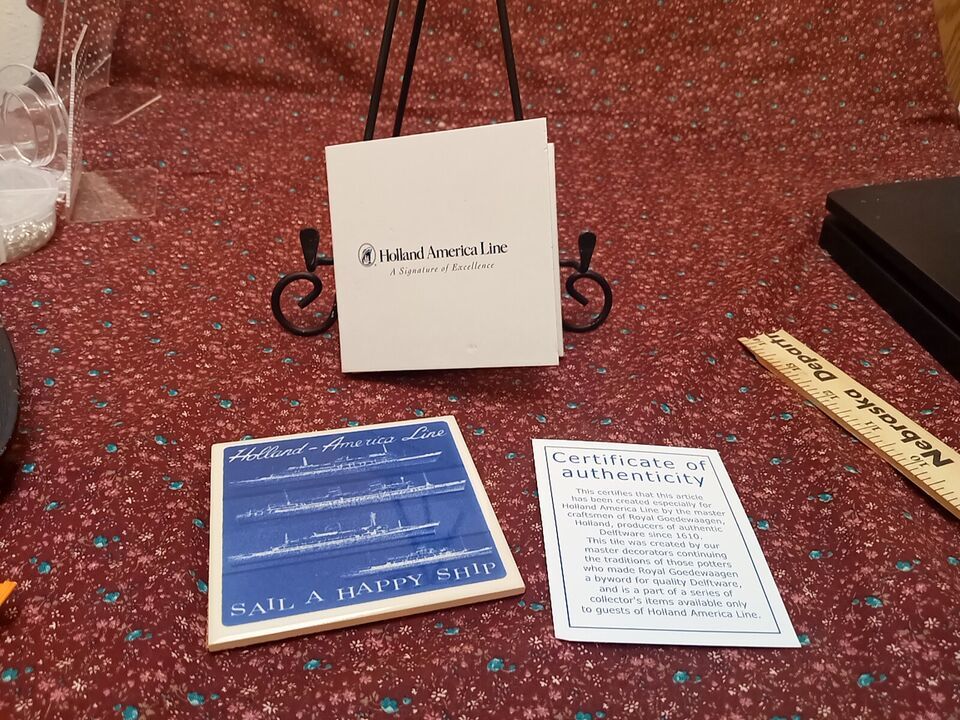 Holland America Line
A Signature of Excellence
Holland-America Line
SAIL A HAPPY SHIP
Certificate of
authenticity
This certifies that this article
has been created especially for
Holland America Line by the master
craftsmen of Royal Goedewaagen,
Holland, producers of authentic
Delftware since 1610.
This tile was created by our
master decorators continuing
the traditions of those potters
who made Royal Goedewaagen
a byword for quality Delftware,
and is a part of a series of
collector's items available only
to guests of Holland America Line.
Nebraska Depart